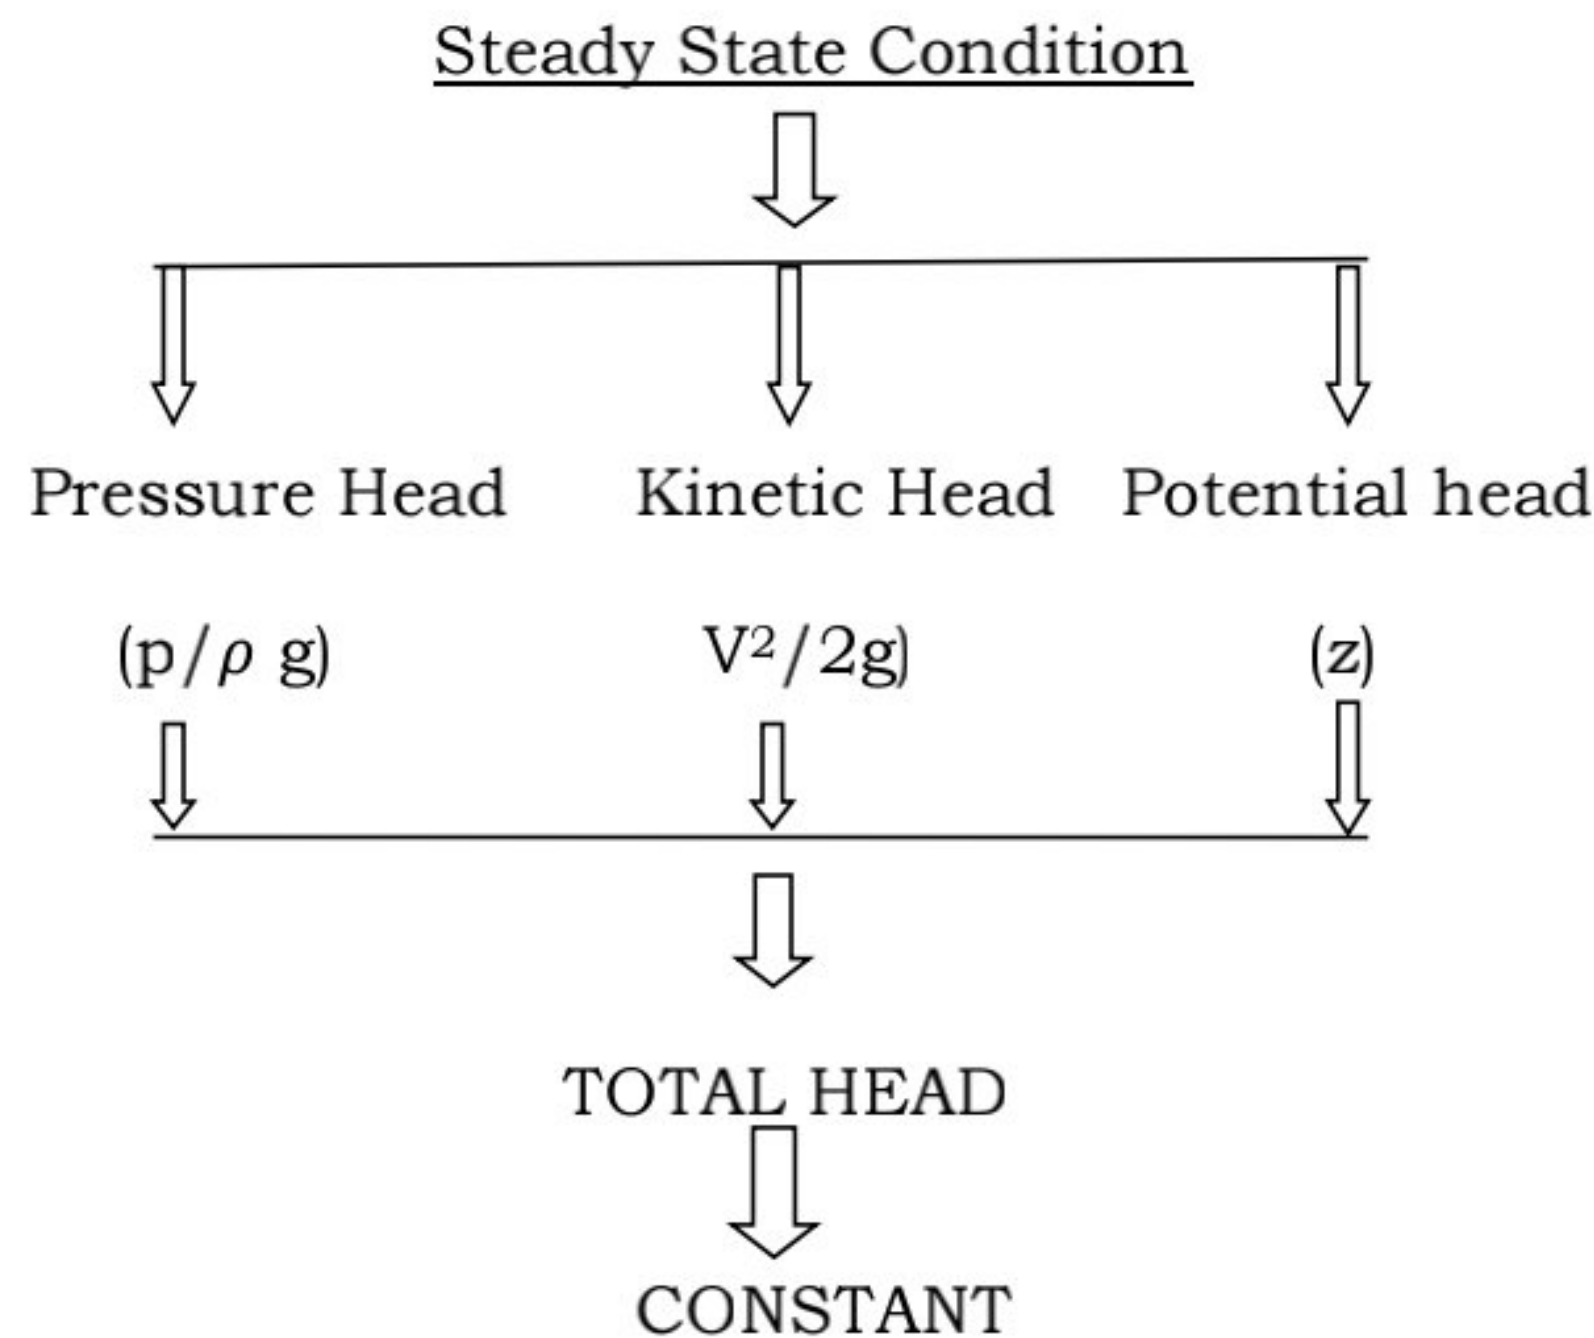 Steady State Condition
Pressure Head Kinetic Head Potential head
(p/ρ g) V²/2g) (z)
TOTAL HEAD
CONSTANT